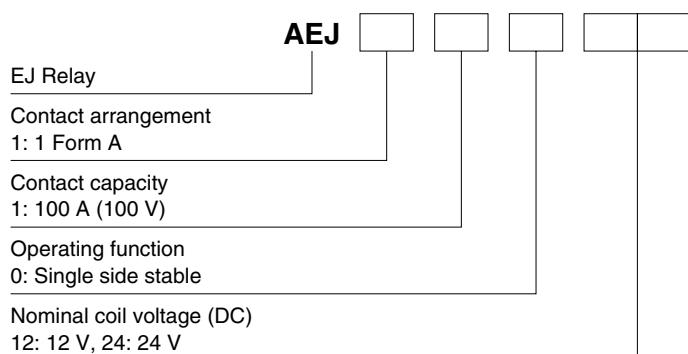 AEJ
EJ Relay
Contact arrangement
1: 1 Form A
Contact capacity
1: 100 A (100 V)
Operating function
0: Single side stable
Nominal coil voltage (DC)
12: 12 V, 24: 24 V